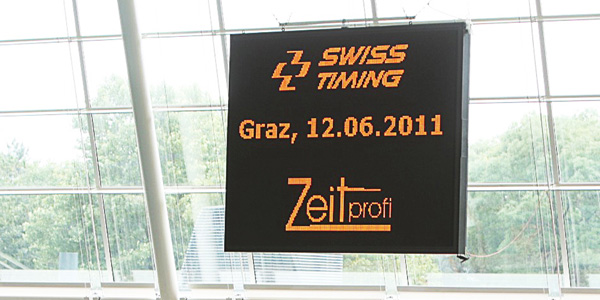 SWISS
TIMING
Graz, 12.06.2011
Zeitprofi